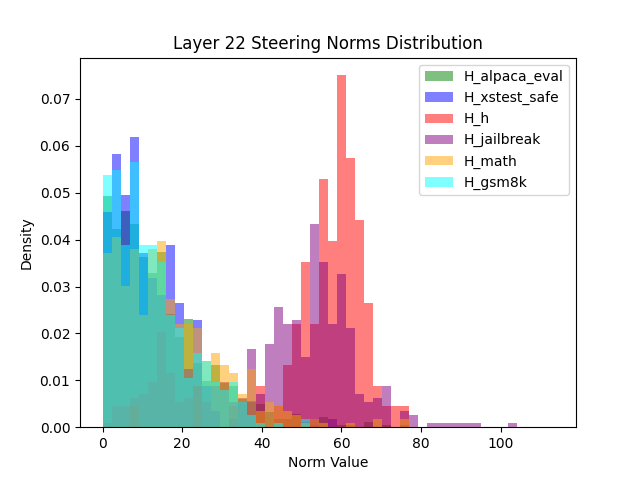 Layer 22 Steering Norms Distribution
H_alpaca_eval
H_xstest_safe
H_h
H_jailbreak
H_math
H_gsm8k
Density
0.07
0.06
0.05
0.04
0.03
0.02
0.01
0.00
0 20 40 60 80 100
Norm Value